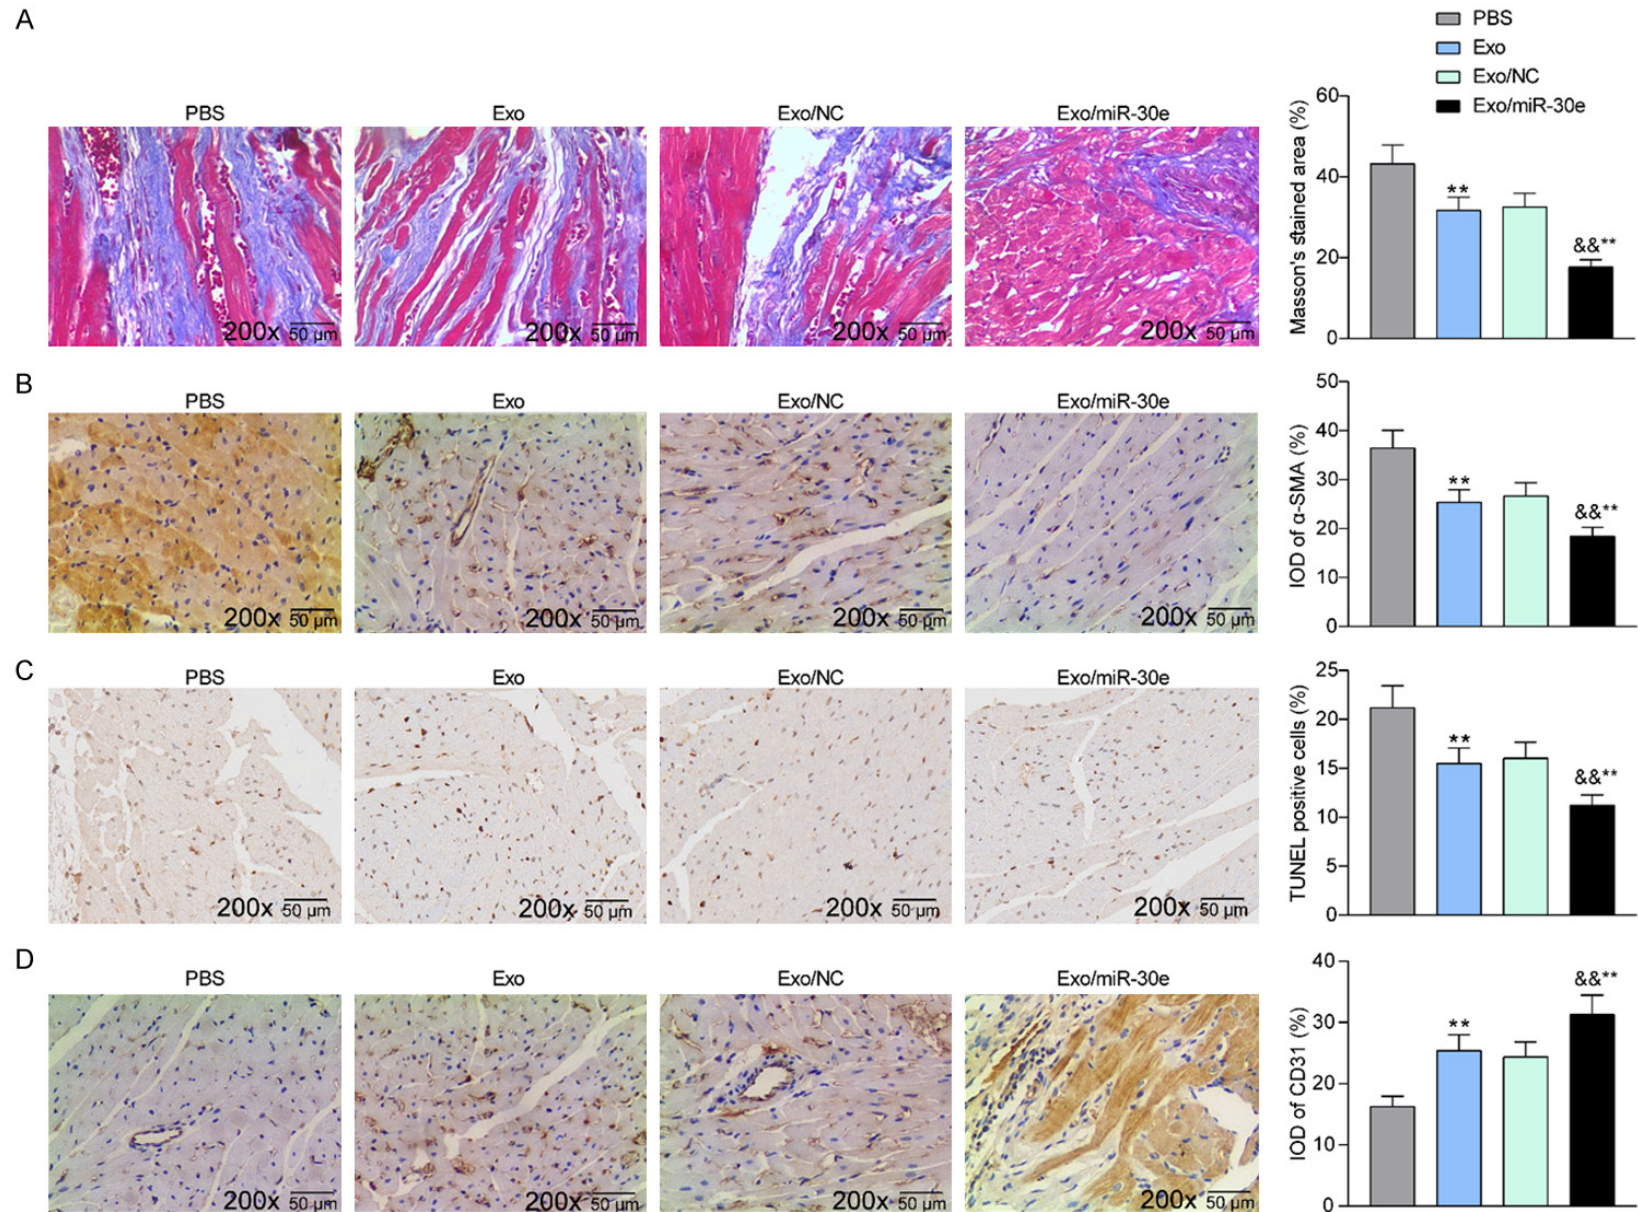 A
PBS
Exo
Exo/NC
Exo/miR-30e
PBS
Exo
Exo/NC
Exo/miR-30e
200x 50 µm
200x 50 µm
200x 50 µm
200x 50 µm
Masson's stained area (%)
60
40
20
0
**
&&**
B
PBS
Exo
Exo/NC
Exo/miR-30e
200x 50 µm
200x 50 µm
200x 50 µm
200x 50 µm
IOD of α-SMA (%)
50
40
30
20
10
0
**
&&**
C
PBS
Exo
Exo/NC
Exo/miR-30e
200x 50 µm
200x 50 µm
200x 50 µm
200x 50 µm
TUNEL positive cells (%)
25
20
15
10
5
0
**
&&**
D
PBS
Exo
Exo/NC
Exo/miR-30e
200x 50 µm
200x 50 µm
200x 50 µm
200x 50 µm
IOD of CD31 (%)
40
30
20
10
0
**
&&**